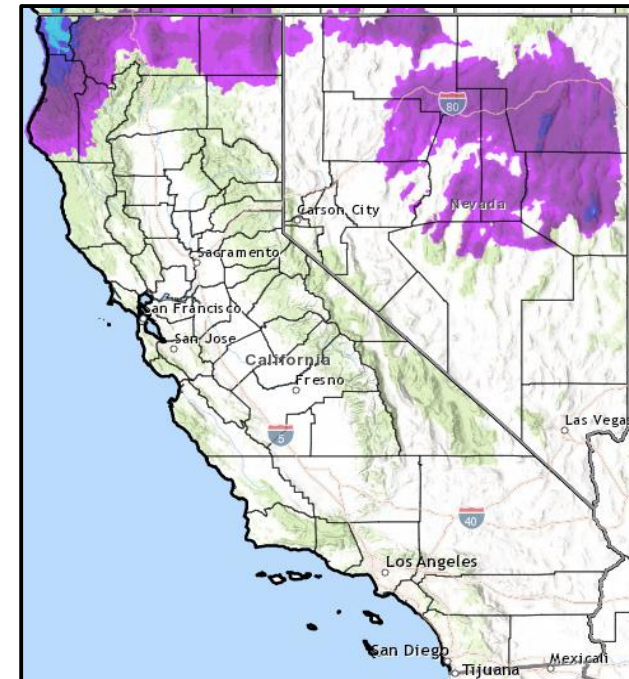 80
Nevada
Carson City
Sacramento
San Francisco
San Jose
California
Fresno
5
Las Vegas
40
Los Angeles
San Diego
Tijuana
Mexicali